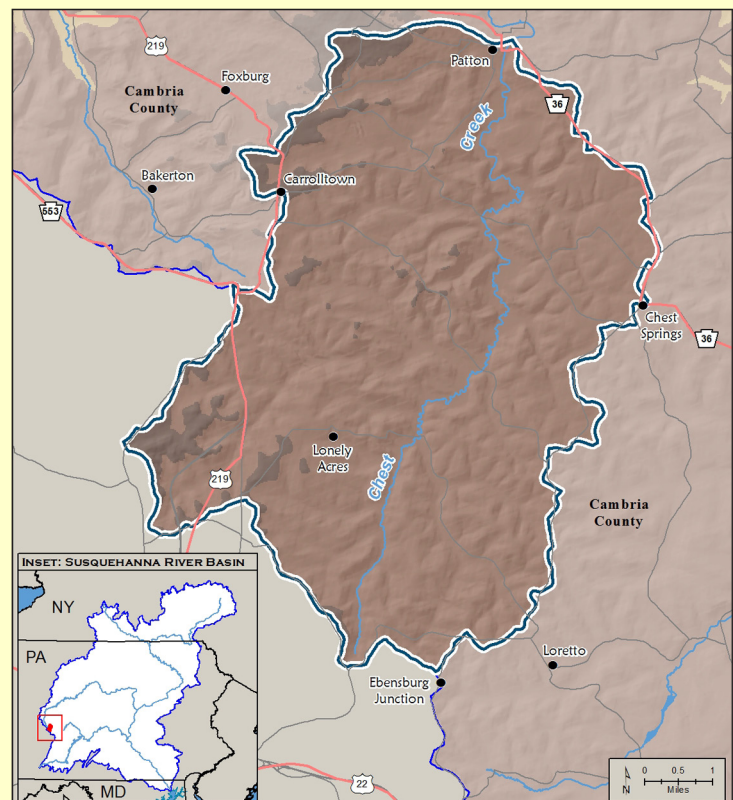 219
Patton
Foxburg
Cambria
County
36
Creek
Bakerton
Carrolltown
553
Chest
Springs
36
Lonely
Acres
219
Chest
Cambria
County
INSET: SUSQUEHANNA RIVER BASIN
NY
PA
MD
Loretto
Ebensburg
Junction
22
N
0 0.5 1
Miles